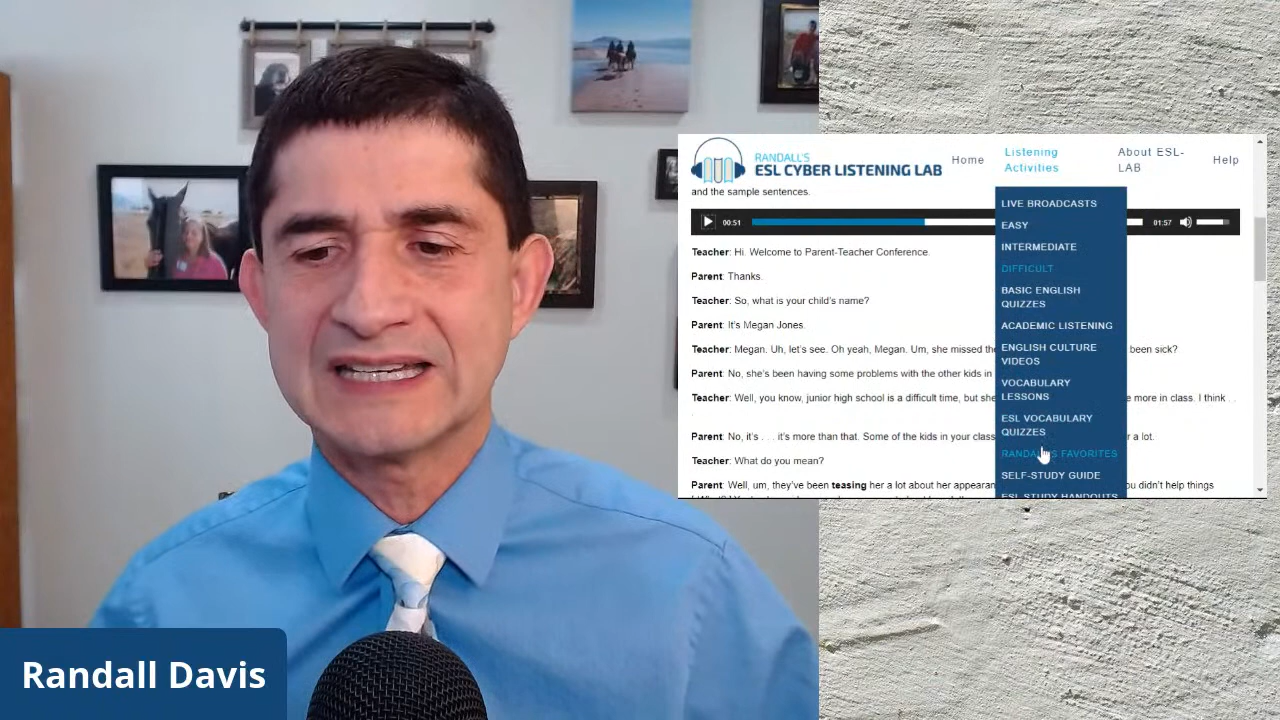 RANDALL'S
ESL CYBER LISTENING LAB
Home
Listening
Activities
About ESL-
LAB
Help
and the sample sentences.
00:51
01:57
Teacher: Hi. Welcome to Parent-Teacher Conference.
Parent: Thanks.
Teacher: So, what is your child's name?
Parent: It's Megan Jones.
Teacher: Megan. Uh, let's see. Oh yeah, Megan. Um, she missed the
been sick?
Parent: No, she's been having some problems with the other kids in
Teacher: Well, you know, junior high school is a difficult time, but she
more in class. I think . .
.
Parent: No, it's . . . it's more than that. Some of the kids in your class
r a lot.
Teacher: What do you mean?
Parent: Well, um, they've been teasing her a lot about her appearan
ou didn't help things
LIVE BROADCASTS
EASY
INTERMEDIATE
DIFFICULT
BASIC ENGLISH
QUIZZES
ACADEMIC LISTENING
ENGLISH CULTURE
VIDEOS
VOCABULARY
LESSONS
ESL VOCABULARY
QUIZZES
RANDALL'S FAVORITES
SELF-STUDY GUIDE
ESL STUDY HANDOUTS
Randall Davis